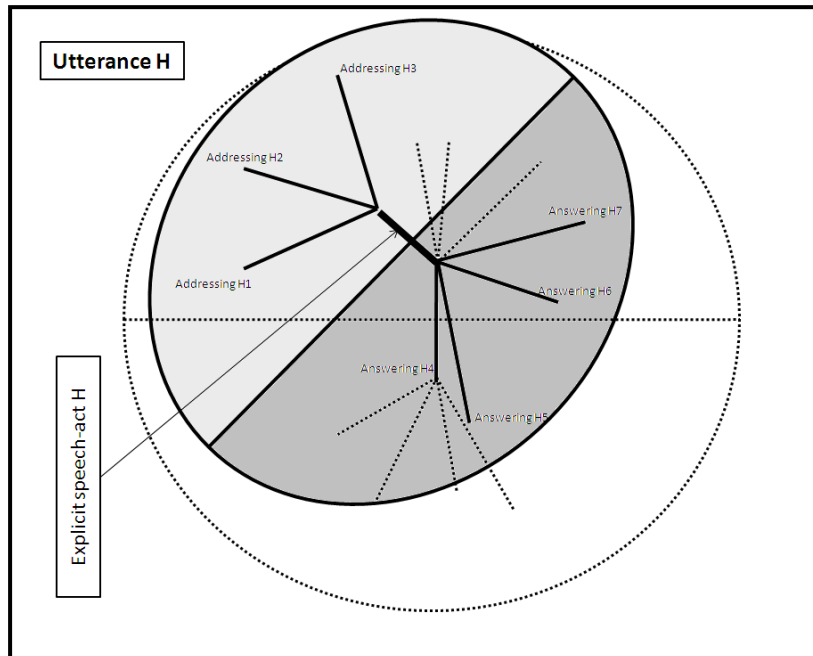 Utterance H
Addressing H3
Addressing H2
Addressing H1
Answering H7
Answering H6
Answering H4
Answering H5
Explicit speech-act H